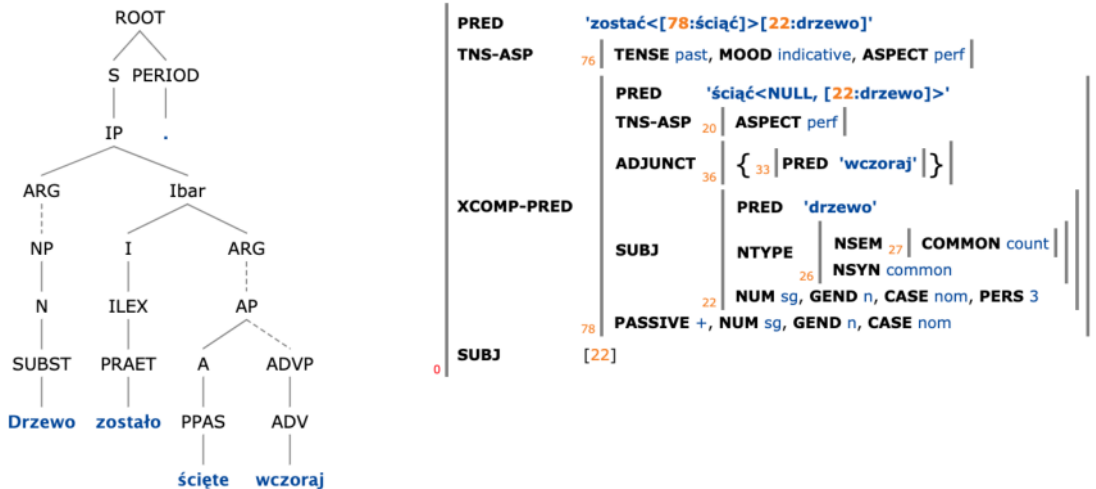 ROOT
S PERIOD
IP .
ARG Ibar
NP I ARG
N ILEX AP
SUBST PRAET A ADVP
Drzewo zostało PPAS ADV
ścięte wczoraj
PRED 'zostać<[78:ściąć]>[22:drzewo]'
TNS-ASP 76 TENSE past, MOOD indicative, ASPECT perf
PRED 'ściąć<NULL, [22:drzewo]>'
TNS-ASP 20 ASPECT perf
ADJUNCT 36 { 33 PRED 'wczoraj' }
XCOMP-PRED
PRED 'drzewo'
SUBJ NTYPE NSEM 27 COMMON count
26 NSYN common
22 NUM sg, GEND n, CASE nom, PERS 3
78 PASSIVE +, NUM sg, GEND n, CASE nom
0 SUBJ [22]